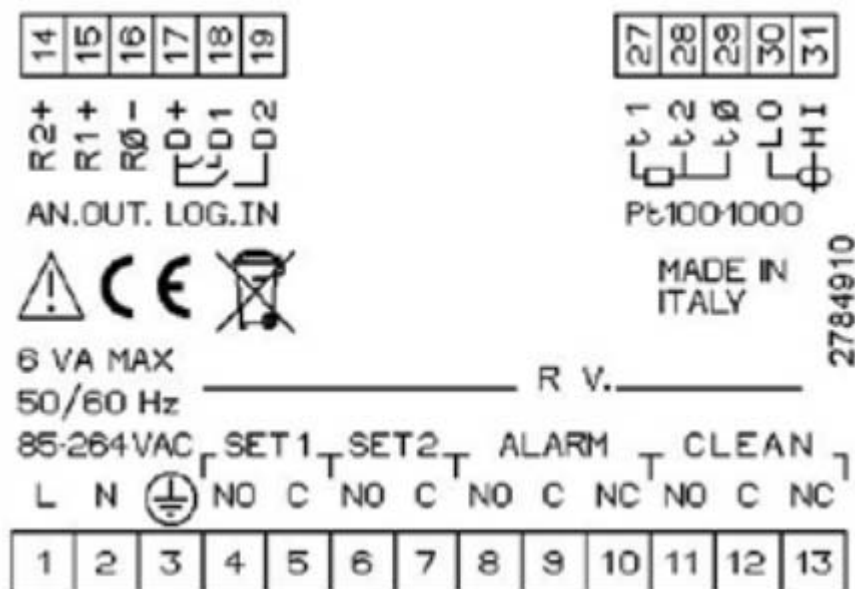 14 15 16 17 18 19
27 28 29 30 31
R2+ R1+ RØ- D+ D1 D2
t1 t2 tØ LO HI
AN.OUT. LOG.IN
Pt100-1000
CE
MADE IN
ITALY
2784910
6 VA MAX
50/60 Hz
R V.
85-264VAC SET1 SET2 ALARM CLEAN
L N NO C NO C NO C NC NO C NC
1 2 3 4 5 6 7 8 9 10 11 12 13